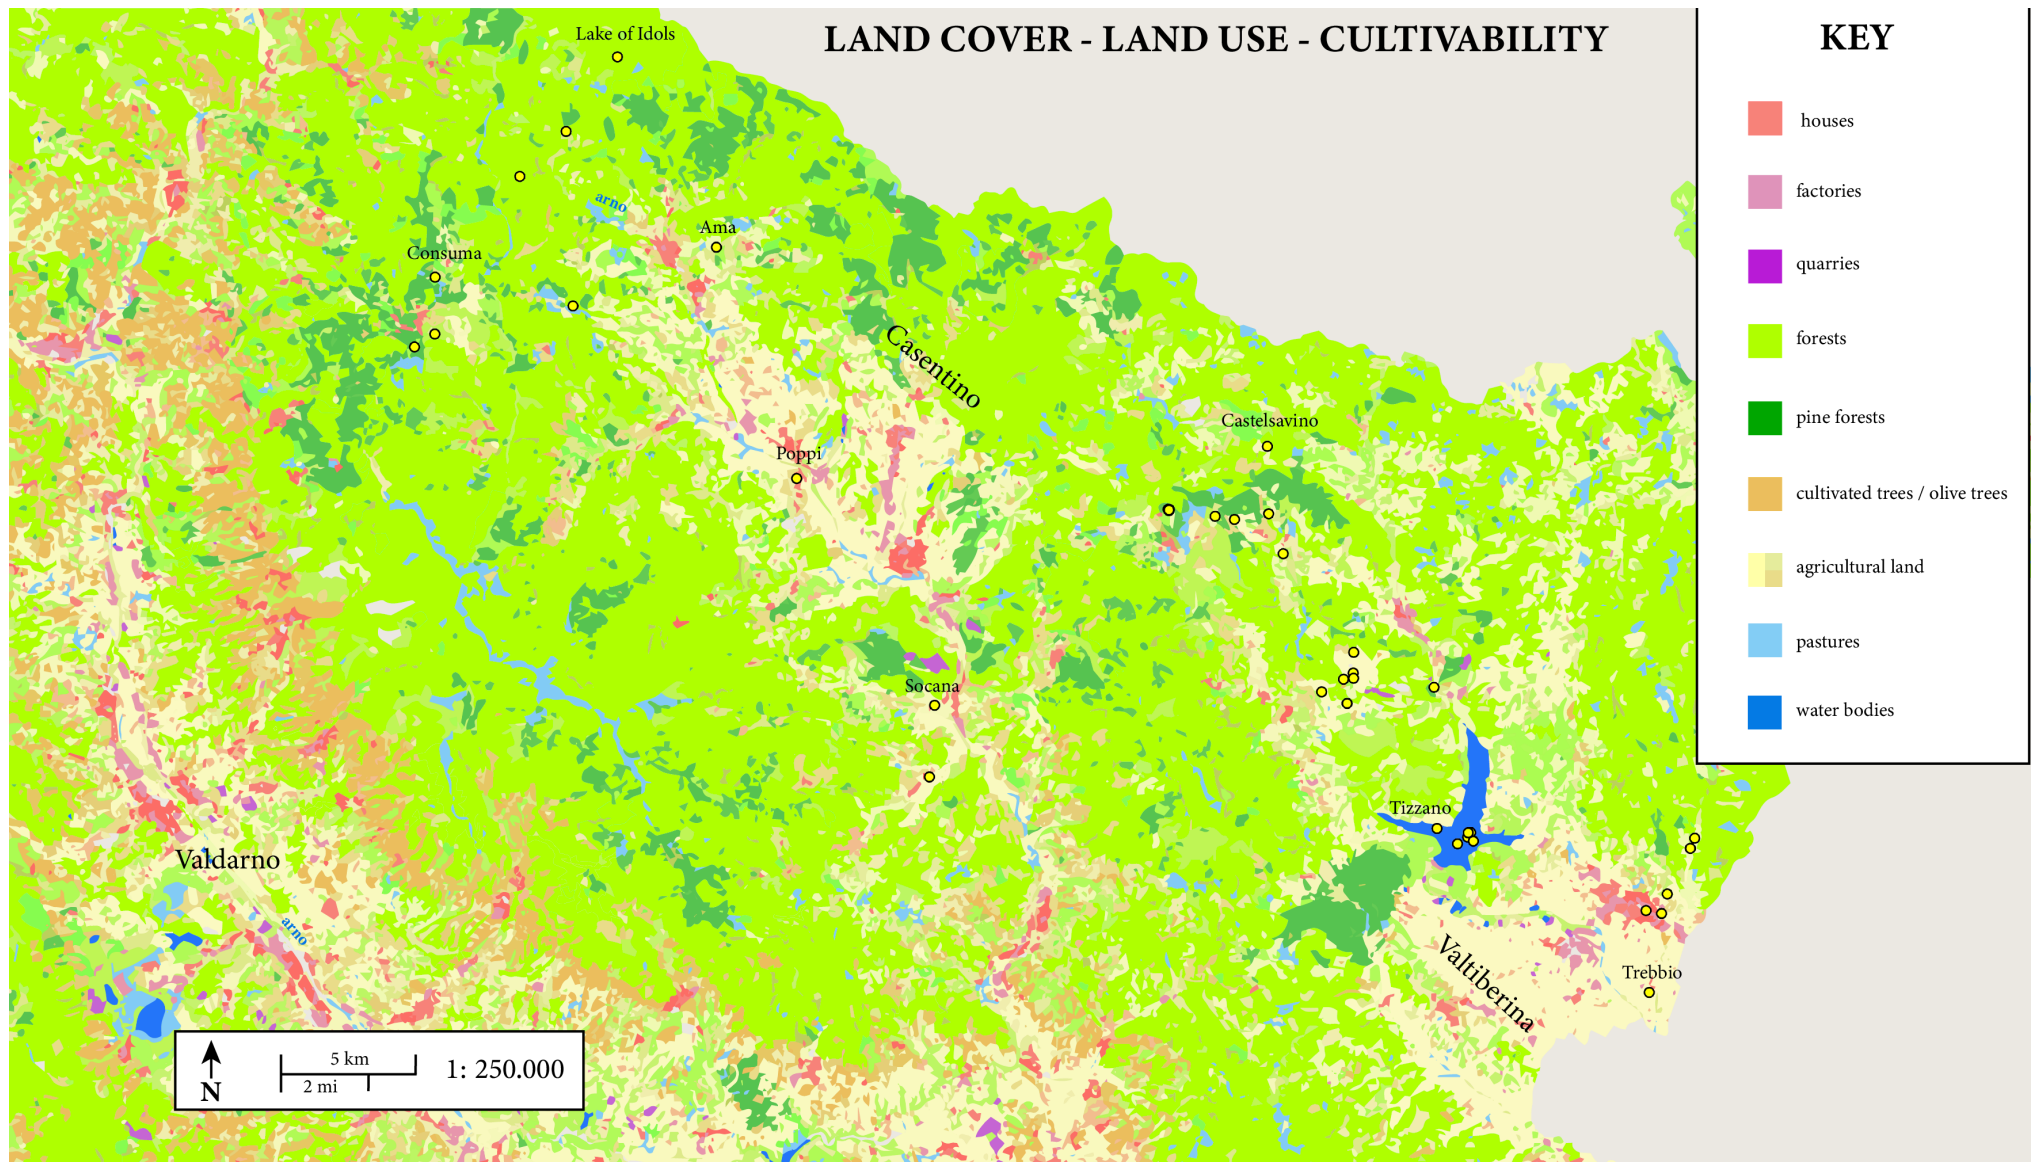 LAND COVER - LAND USE - CULTIVABILITY
Lake of Idols
arno
Ama
Consuma
Casentino
Castelsavino
Poppi
Socana
Tizzano
Valdarno
arno
Valtiberina
Trebbio
KEY
houses
factories
quarries
forests
pine forests
cultivated trees / olive trees
agricultural land
pastures
water bodies
N
5 km
2 mi
1: 250.000